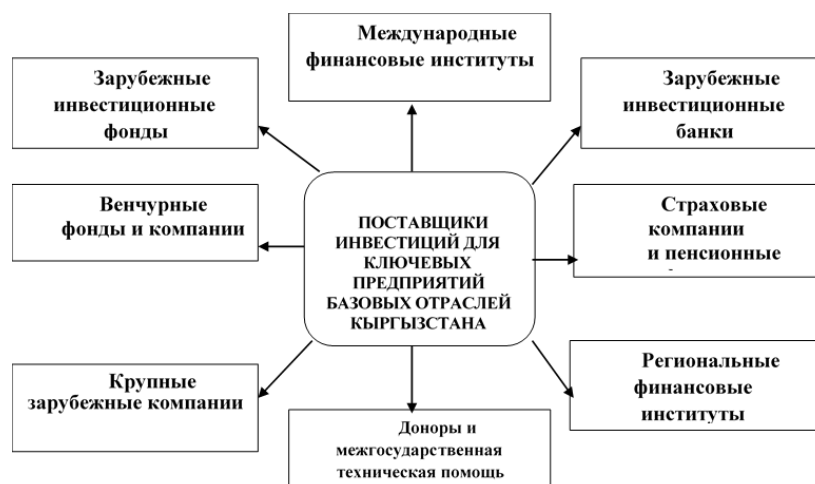 Международные
финансовые институты
Зарубежные
инвестиционные
фонды
Зарубежные
инвестиционные
банки
Венчурные
фонды и компании
ПОСТАВЩИКИ
ИНВЕСТИЦИЙ ДЛЯ
КЛЮЧЕВЫХ
ПРЕДПРИЯТИЙ
БАЗОВЫХ ОТРАСЛЕЙ
КЫРГЫЗСТАНА
Страховые
компании
и пенсионные
Крупные
зарубежные компании
Доноры и
межгосударственная
техническая помощь
Региональные
финансовые
институты